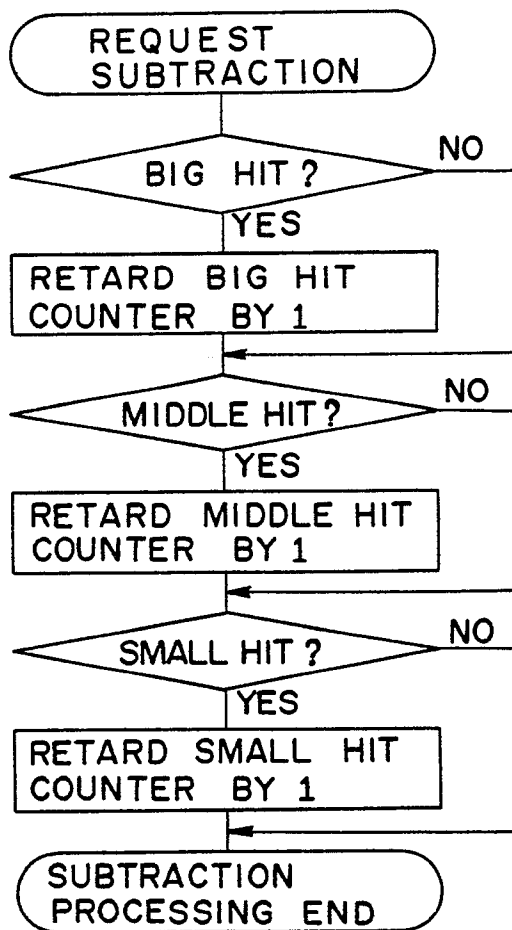 REQUEST
SUBTRACTION
BIG HIT?
NO
YES
RETARD BIG HIT
COUNTER BY 1
MIDDLE HIT?
NO
YES
RETARD MIDDLE HIT
COUNTER BY 1
SMALL HIT?
NO
YES
RETARD SMALL HIT
COUNTER BY 1
SUBTRACTION
PROCESSING END